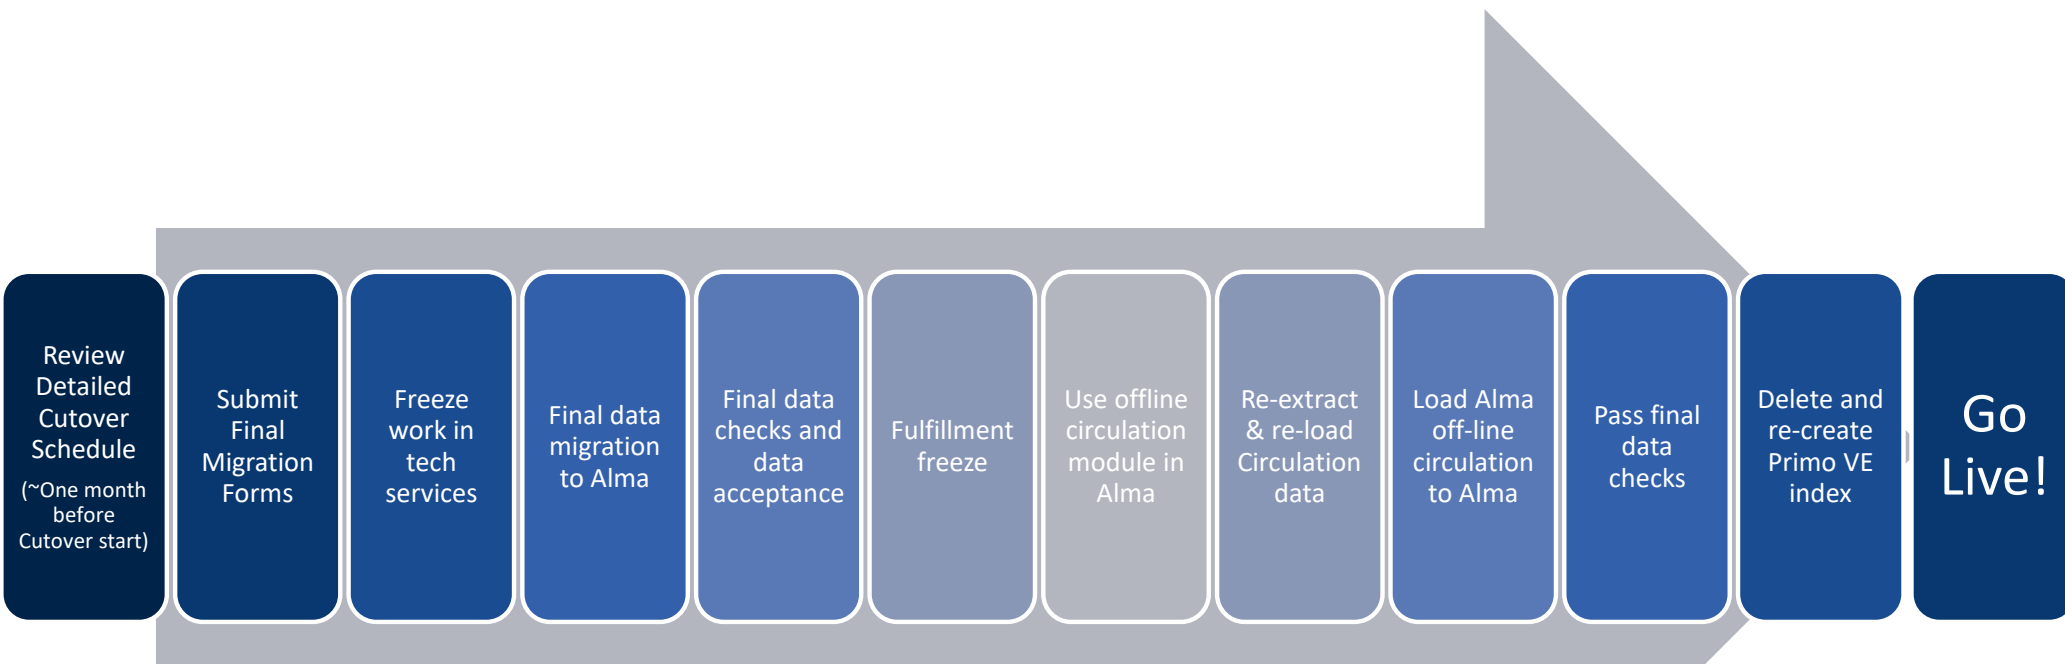 Review
Detailed
Cutover
Schedule
(~One month
before
Cutover start)
Submit
Final
Migration
Forms
Freeze
work in
tech
services
Final data
migration
to Alma
Final data
checks and
data
acceptance
Fulfillment
freeze
Use offline
circulation
module in
Alma
Re-extract
& re-load
Circulation
data
Load Alma
off-line
circulation
to Alma
Pass final
data
checks
Delete and
re-create
Primo VE
index
Go
Live!